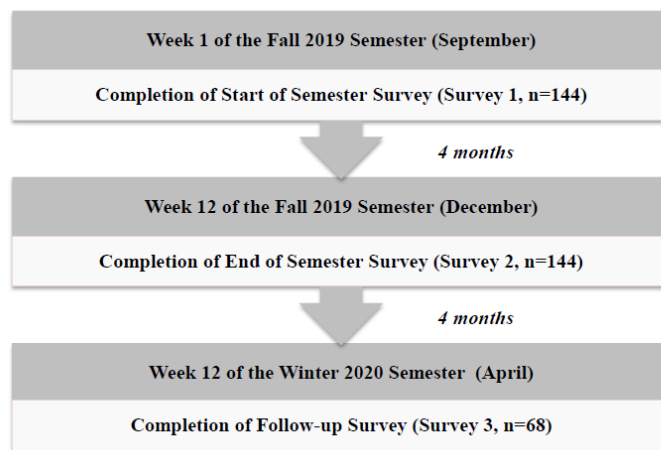 Week 1 of the Fall 2019 Semester (September)
Completion of Start of Semester Survey (Survey 1, n=144)
4 months
Week 12 of the Fall 2019 Semester (December)
Completion of End of Semester Survey (Survey 2, n=144)
4 months
Week 12 of the Winter 2020 Semester (April)
Completion of Follow-up Survey (Survey 3, n=68)